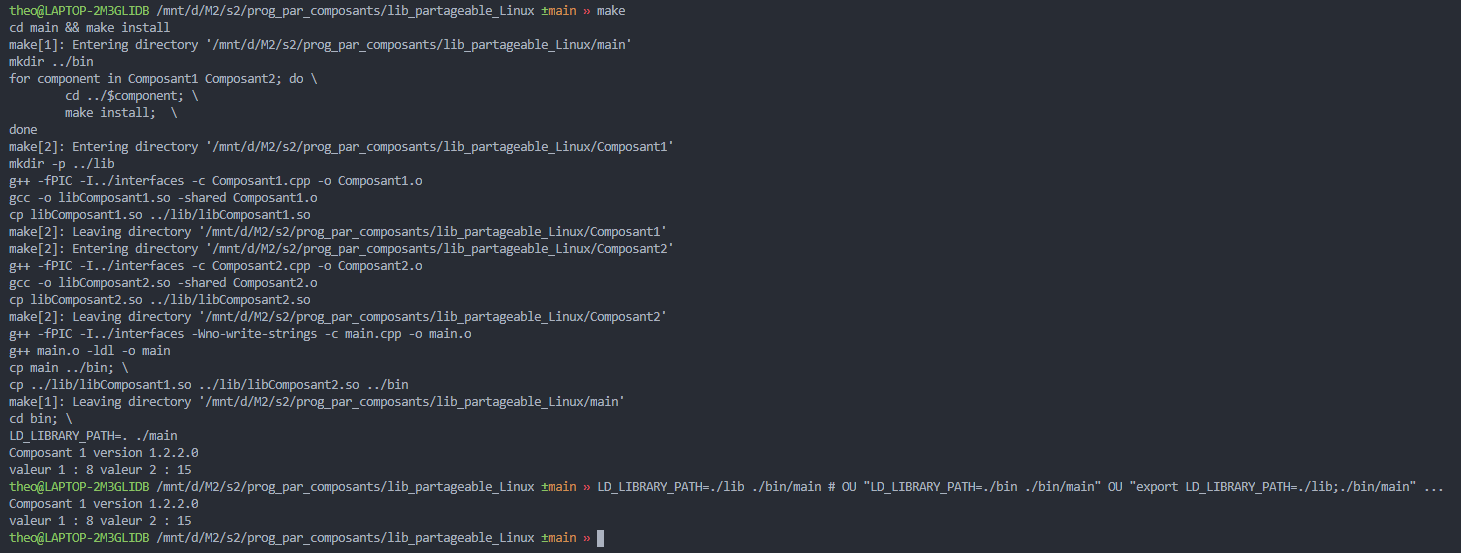 theo@LAPTOP-2M3GLIDB /mnt/d/M2/s2/prog_par_composants/lib_partageable_Linux ±main » make
cd main && make install
make[1]: Entering directory '/mnt/d/M2/s2/prog_par_composants/lib_partageable_Linux/main'
mkdir ../bin
for component in Composant1 Composant2; do \
        cd ../$component; \
        make install;  \
done
make[2]: Entering directory '/mnt/d/M2/s2/prog_par_composants/lib_partageable_Linux/Composant1'
mkdir -p ../lib
g++ -fPIC -I../interfaces -c Composant1.cpp -o Composant1.o
gcc -o libComposant1.so -shared Composant1.o
cp libComposant1.so ../lib/libComposant1.so
make[2]: Leaving directory '/mnt/d/M2/s2/prog_par_composants/lib_partageable_Linux/Composant1'
make[2]: Entering directory '/mnt/d/M2/s2/prog_par_composants/lib_partageable_Linux/Composant2'
g++ -fPIC -I../interfaces -c Composant2.cpp -o Composant2.o
gcc -o libComposant2.so -shared Composant2.o
cp libComposant2.so ../lib/libComposant2.so
make[2]: Leaving directory '/mnt/d/M2/s2/prog_par_composants/lib_partageable_Linux/Composant2'
g++ -fPIC -I../interfaces -Wno-write-strings -c main.cpp -o main.o
g++ main.o -ldl -o main
cp main ../bin; \
cp ../lib/libComposant1.so ../lib/libComposant2.so ../bin
make[1]: Leaving directory '/mnt/d/M2/s2/prog_par_composants/lib_partageable_Linux/main'
cd bin; \
LD_LIBRARY_PATH=. ./main
Composant 1 version 1.2.2.0
valeur 1 : 8 valeur 2 : 15
theo@LAPTOP-2M3GLIDB /mnt/d/M2/s2/prog_par_composants/lib_partageable_Linux ±main » LD_LIBRARY_PATH=./lib ./bin/main # OU "LD_LIBRARY_PATH=./bin ./bin/main" OU "export LD_LIBRARY_PATH=./lib;./bin/main" ...
Composant 1 version 1.2.2.0
valeur 1 : 8 valeur 2 : 15
theo@LAPTOP-2M3GLIDB /mnt/d/M2/s2/prog_par_composants/lib_partageable_Linux ±main »